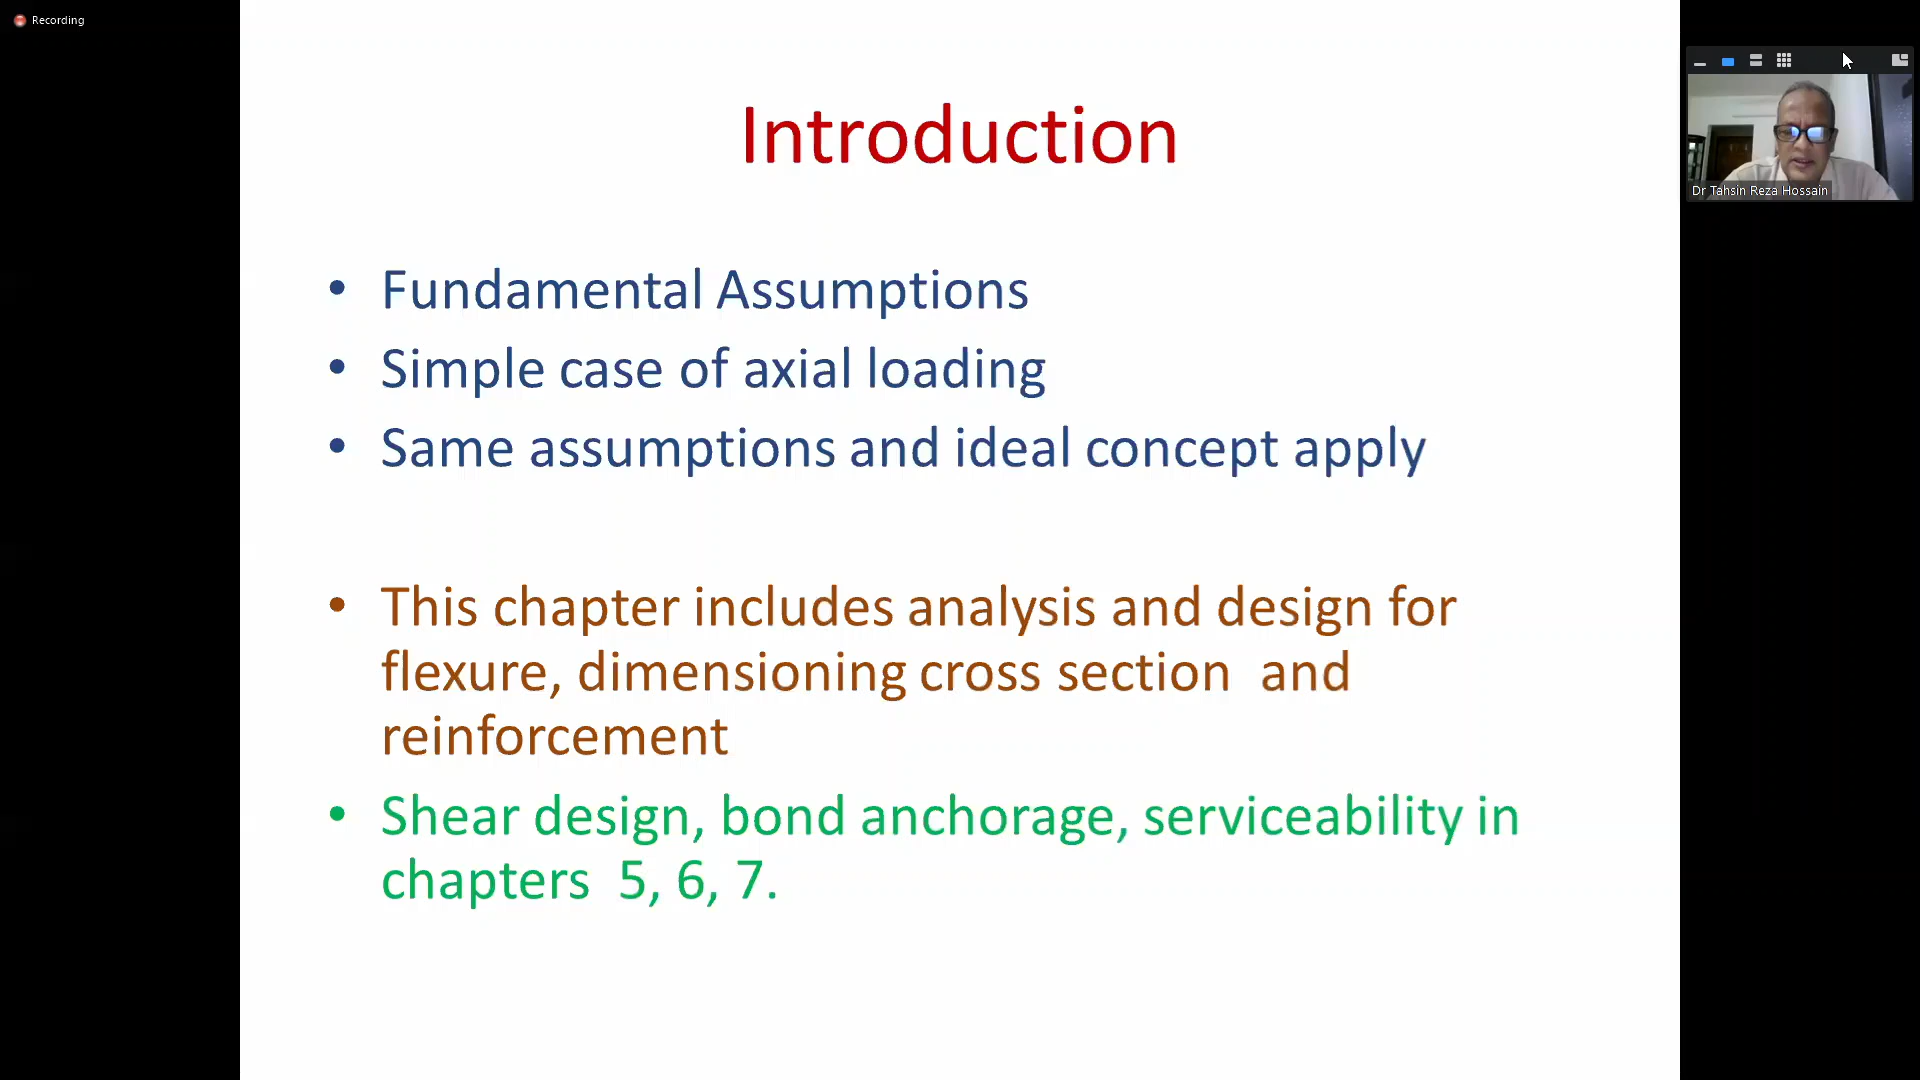 Recording
Introduction
• Fundamental Assumptions
• Simple case of axial loading
• Same assumptions and ideal concept apply
• This chapter includes analysis and design for
flexure, dimensioning cross section and
reinforcement
• Shear design, bond anchorage, serviceability in
chapters 5, 6, 7.
Dr Tahsin Reza Hossain